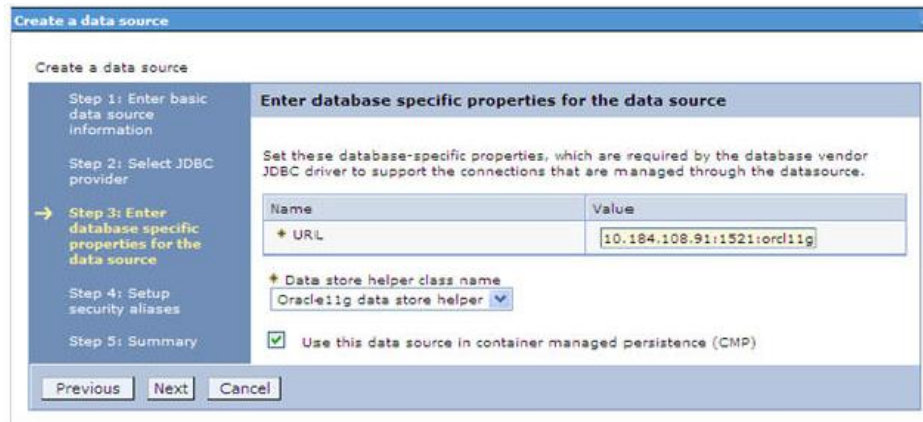 Create a data source
Create a data source
Step 1: Enter basic
data source
information
Step 2: Select JDBC
provider
Step 3: Enter
database specific
properties for the
data source
Step 4: Setup
security aliases
Step 5: Summary
Enter database specific properties for the data source
Set these database-specific properties, which are required by the database vendor
JDBC driver to support the connections that are managed through the datasource.
Name Value
URL 10.184.108.91:1521:orcl11g
Data store helper class name
Oracle11g data store helper
Use this data source in container managed persistence (CMP)
Previous Next Cancel